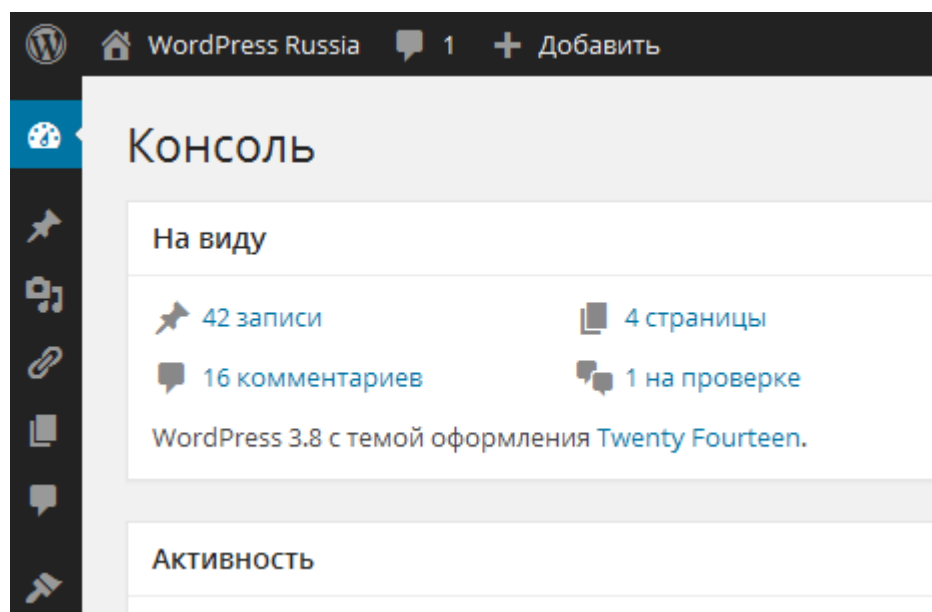 WordPress Russia 1 Добавить
Консоль
На виду
42 записи 4 страницы
16 комментариев 1 на проверке
WordPress 3.8 с темой оформления Twenty Fourteen.
Активность